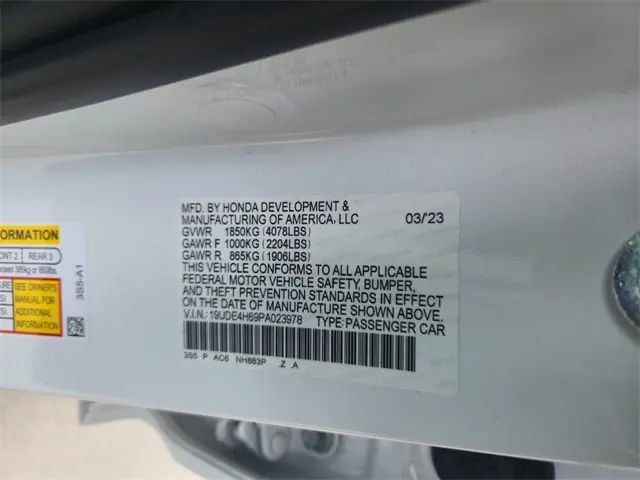 MFD. BY HONDA DEVELOPMENT &
MANUFACTURING OF AMERICA, LLC 03/'23
GVWR 1850KG (4078LBS)
GAWR F 1000KG (2204LBS)
GAWR R 865KG (1906LBS)
THIS VEHICLE CONFORMS TO ALL APPLICABLE
FEDERAL MOTOR VEHICLE SAFETY, BUMPER,
AND THEFT PREVENTION STANDARDS IN EFFECT
ON THE DATE OF MANUFACTURE SHOWN ABOVE.
V.I.N.:19UDE4H69PA023978 TYPE:PASSENGER CAR
3S5 P AC6 NH883P .Z A
ORMATION
REAR 3
SEE OWNER'S
MANUAL FOR
ADDITIONAL
INFORMATION
3S5-A1